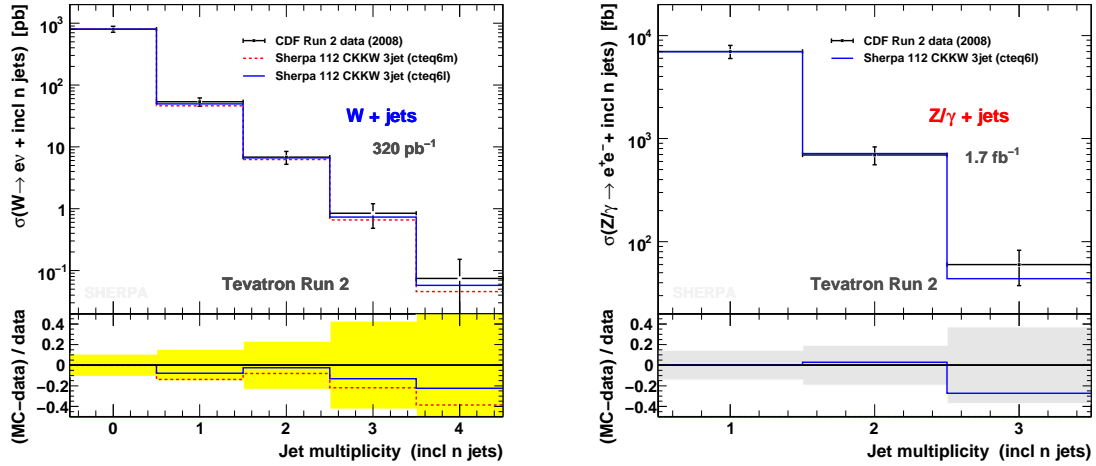 σ(W→ eν + incl n jets) [pb]
10³
10²
10
1
10⁻¹
CDF Run 2 data (2008)
Sherpa 112 CKKW 3jet (cteq6m)
Sherpa 112 CKKW 3jet (cteq6l)
W + jets
320 pb⁻¹
Tevatron Run 2
SHERPA
(MC−data) / data
0.4
0.2
0
−0.2
−0.4
0 1 2 3 4
Jet multiplicity (incl n jets)
σ(Z/γ → e⁺e⁻+ incl n jets) [fb]
10⁴
10³
10²
CDF Run 2 data (2008)
Sherpa 112 CKKW 3jet (cteq6l)
Z/γ + jets
1.7 fb⁻¹
Tevatron Run 2
SHERPA
(MC−data) / data
0.4
0.2
0
−0.2
−0.4
1 2 3
Jet multiplicity (incl n jets)